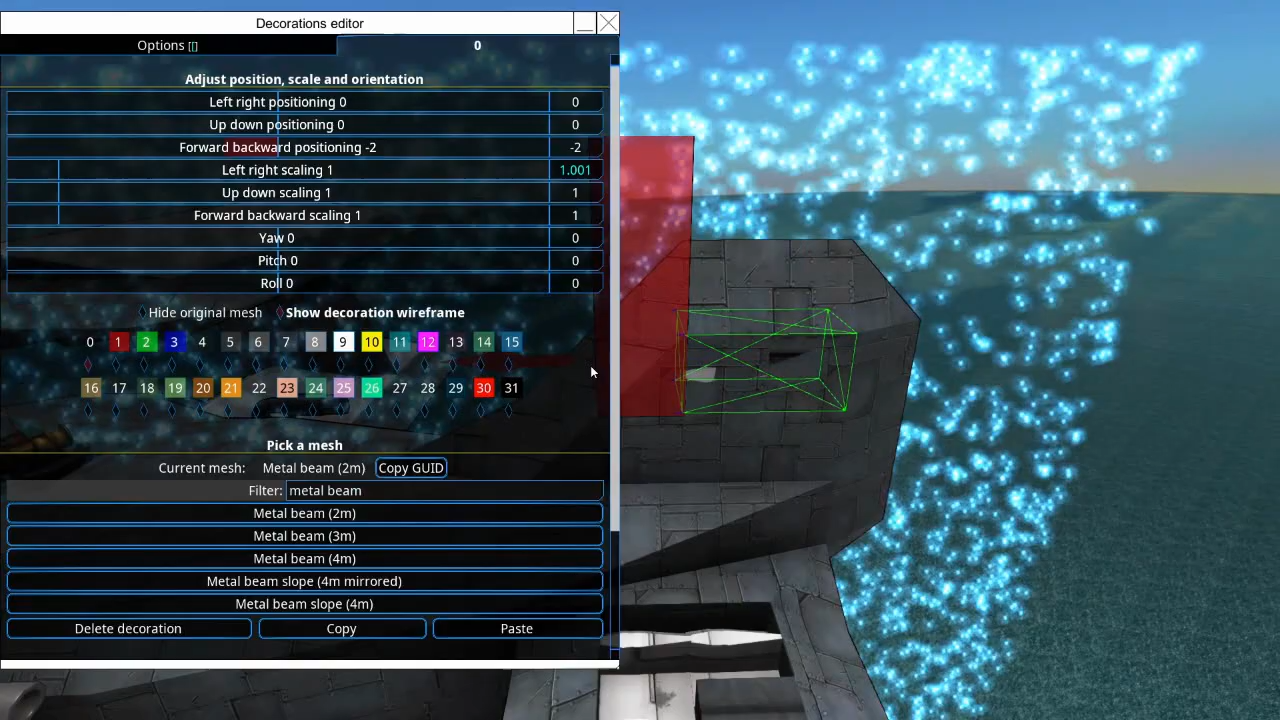 Decorations editor
Options [[]	0
Adjust position, scale and orientation
Left right positioning 0	0
Up down positioning 0	0
Forward backward positioning -2	-2
Left right scaling 1	1.001
Up down scaling 1	1
Forward backward scaling 1	1
Yaw 0	0
Pitch 0	0
Roll 0	0
Hide original mesh	Show decoration wireframe
0 1 2 3 4 5 6 7 8 9 10 11 12 13 14 15
16 17 18 19 20 21 22 23 24 25 26 27 28 29 30 31
Pick a mesh
Current mesh: Metal beam (2m) Copy GUID
Filter: metal beam
Metal beam (2m)
Metal beam (3m)
Metal beam (4m)
Metal beam slope (4m mirrored)
Metal beam slope (4m)
Delete decoration	Copy	Paste